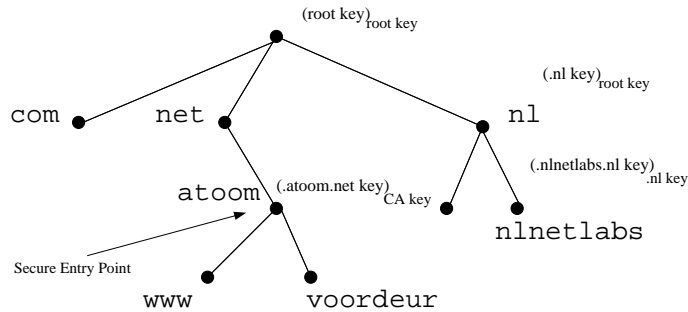 (root key) root key
(.nl key) root key
com
net
nl
(.nlnetlabs.nl key) .nl key
atoom
(.atoom.net key) CA key
nlnetlabs
Secure Entry Point
www
voordeur